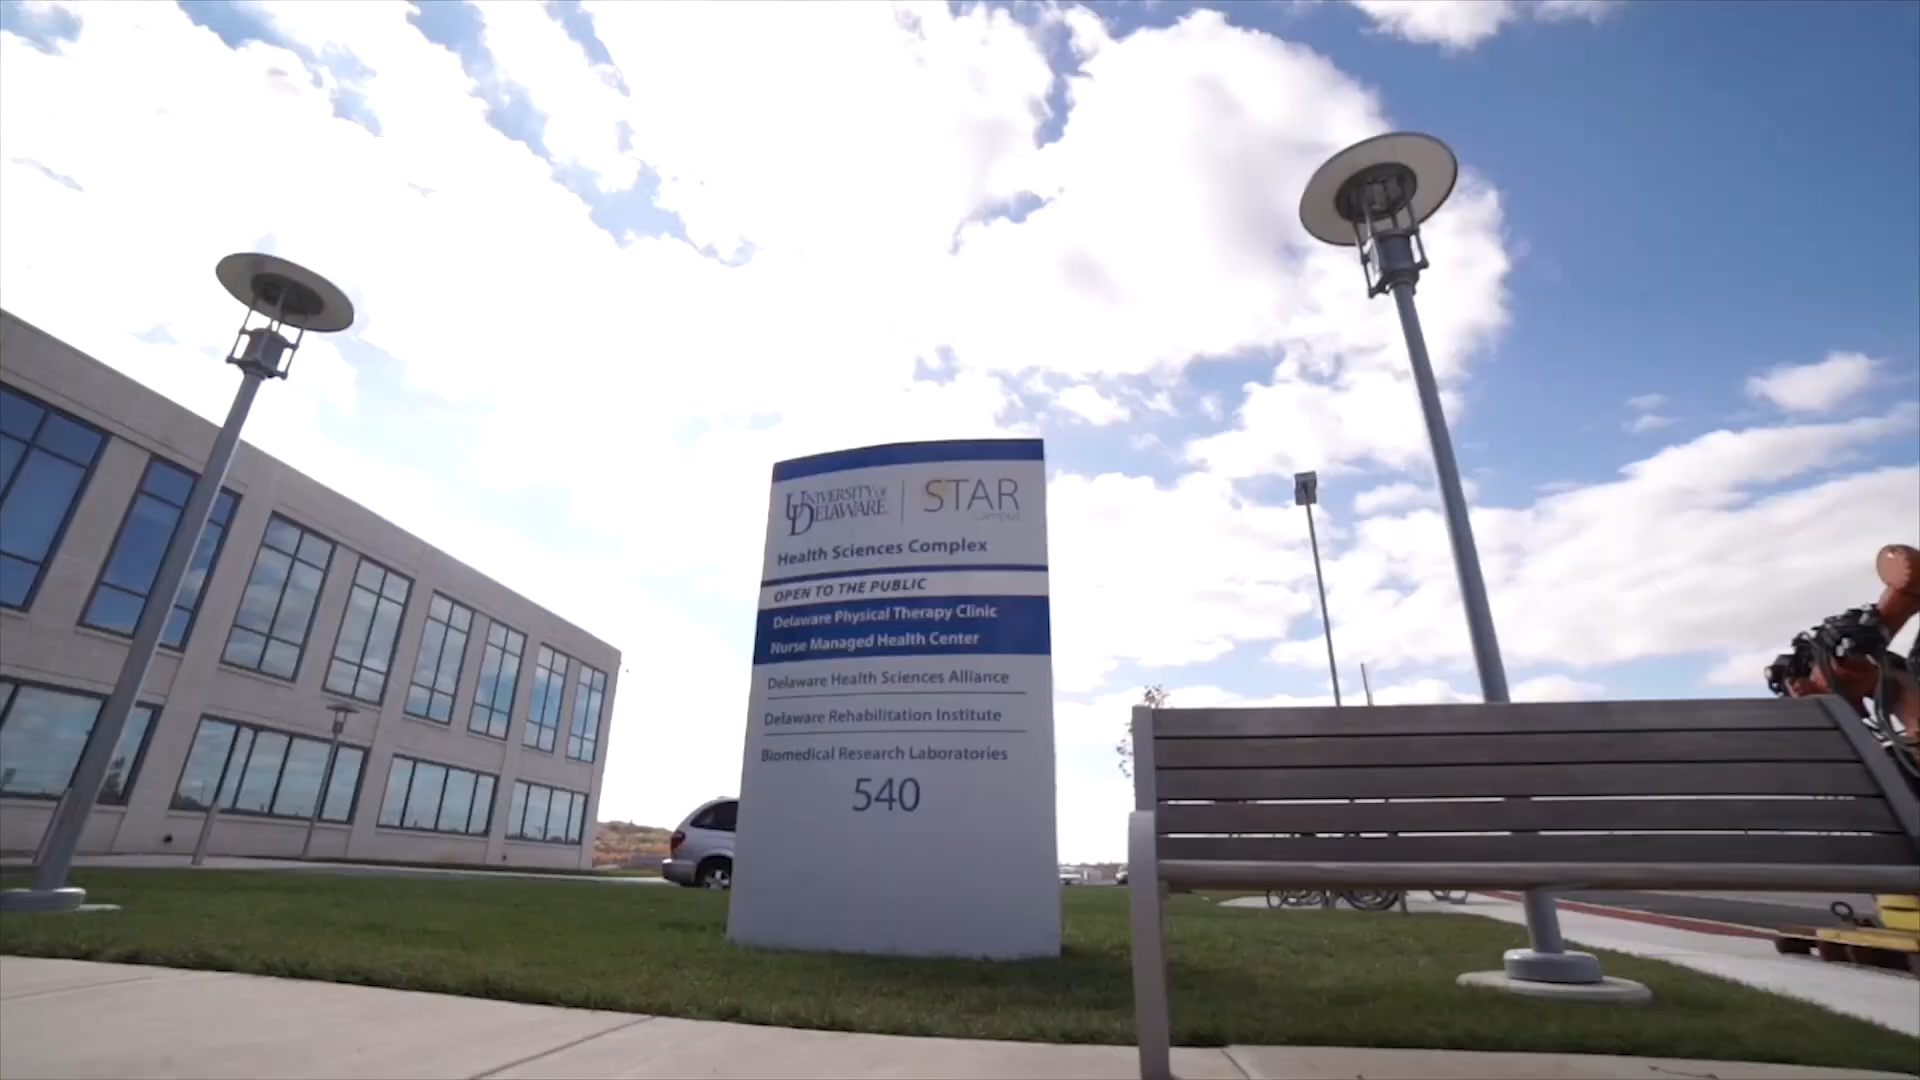 UNIVERSITY OF
DELAWARE
STAR
Campus
Health Sciences Complex
OPEN TO THE PUBLIC
Delaware Physical Therapy Clinic
Nurse Managed Health Center
Delaware Health Sciences Alliance
Delaware Rehabilitation Institute
Biomedical Research Laboratories
540